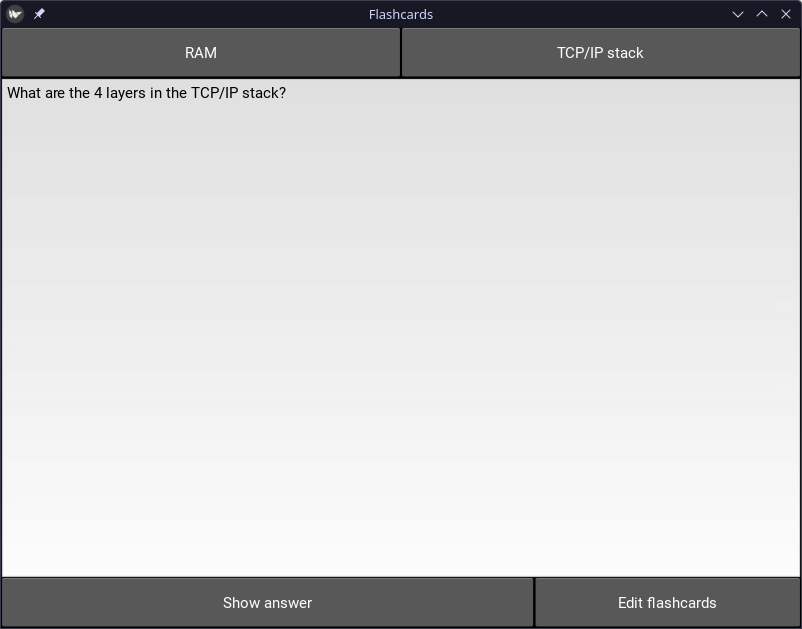 Flashcards
RAM
TCP/IP stack
What are the 4 layers in the TCP/IP stack?
Show answer
Edit flashcards